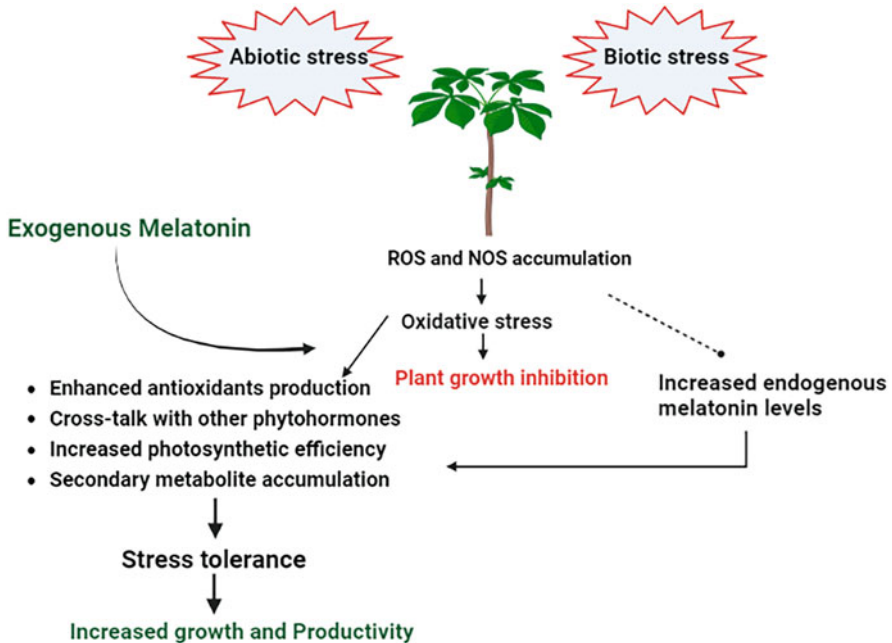 Abiotic stress
Biotic stress
Exogenous Melatonin
ROS and NOS accumulation
Oxidative stress
Plant growth inhibition
Increased endogenous
melatonin levels
• Enhanced antioxidants production
• Cross-talk with other phytohormones
• Increased photosynthetic efficiency
• Secondary metabolite accumulation
Stress tolerance
Increased growth and Productivity